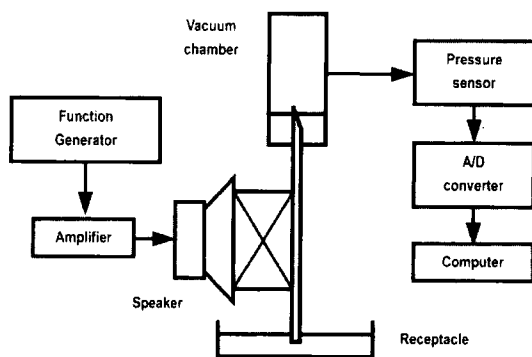 Vacuum
chamber
Pressure
sensor
Function
Generator
A/D
converter
Amplifier
Computer
Speaker
Receptacle